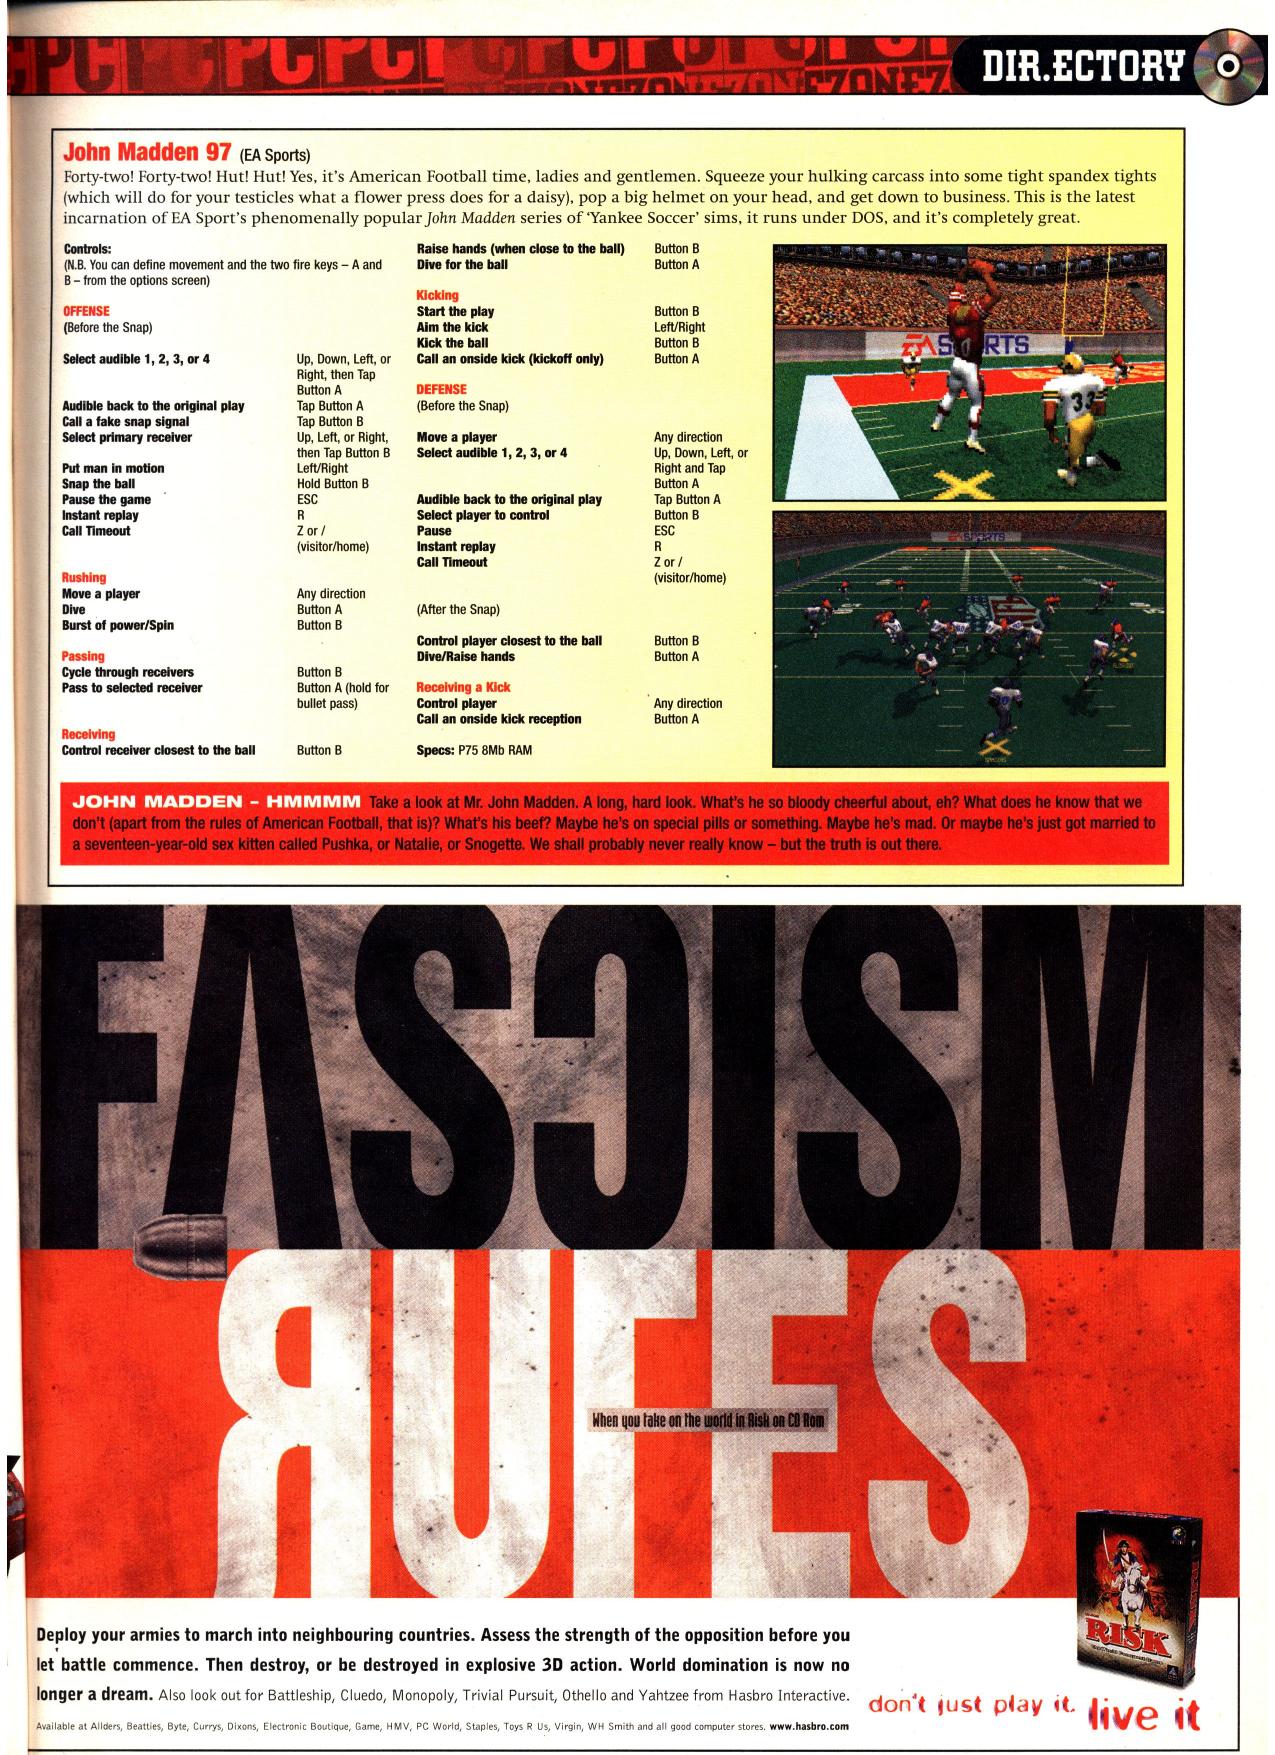 DIR.ECTORY
John Madden 97 (EA Sports)
Forty-two! Forty-two! Hut! Hut! Yes, it's American Football time, ladies and gentlemen. Squeeze your hulking carcass into some tight spandex tights
(which will do for your testicles what a flower press does for a daisy), pop a big helmet on your head, and get down to business. This is the latest
incarnation of EA Sport's phenomenally popular John Madden series of 'Yankee Soccer' sims, it runs under DOS, and it's completely great.
Controls:
(N.B. You can define movement and the two fire keys – A and
B – from the options screen)
OFFENSE
(Before the Snap)
Select audible 1, 2, 3, or 4 Up, Down, Left, or
Right, then Tap
Button A
Audible back to the original play Tap Button A
Call a fake snap signal Tap Button B
Select primary receiver Up, Left, or Right,
then Tap Button B
Put man in motion Left/Right
Snap the ball Hold Button B
Pause the game ESC
Instant replay R
Call Timeout Z or /
(visitor/home)
Rushing
Move a player Any direction
Dive Button A
Burst of power/Spin Button B
Passing
Cycle through receivers Button B
Pass to selected receiver Button A (hold for
bullet pass)
Receiving
Control receiver closest to the ball Button B
Raise hands (when close to the ball) Button B
Dive for the ball Button A
Kicking
Start the play Button B
Aim the kick Left/Right
Kick the ball Button B
Call an onside kick (kickoff only) Button A
DEFENSE
(Before the Snap)
Move a player Any direction
Select audible 1, 2, 3, or 4 Up, Down, Left, or
Right and Tap
Button A
Audible back to the original play Tap Button A
Select player to control Button B
Pause ESC
Instant replay R
Call Timeout Z or /
(visitor/home)
(After the Snap)
Control player closest to the ball Button B
Dive/Raise hands Button A
Receiving a Kick
Control player Any direction
Call an onside kick reception Button A
Specs: P75 8Mb RAM
EA SPORTS
33
EA SPORTS
JOHN MADDEN – HMMMM Take a look at Mr. John Madden. A long, hard look. What's he so bloody cheerful about, eh? What does he know that we
don't (apart from the rules of American Football, that is)? What's his beef? Maybe he's on special pills or something. Maybe he's mad. Or maybe he's just got married to
a seventeen-year-old sex kitten called Pushka, or Natalie, or Snogette. We shall probably never really know – but the truth is out there.
FASCISM
RULES
When you take on the world in Risk on CD Rom
RISK
Deploy your armies to march into neighbouring countries. Assess the strength of the opposition before you
let battle commence. Then destroy, or be destroyed in explosive 3D action. World domination is now no
longer a dream. Also look out for Battleship, Cluedo, Monopoly, Trivial Pursuit, Othello and Yahtzee from Hasbro Interactive.
Available at Allders, Beatties, Byte, Currys, Dixons, Electronic Boutique, Game, HMV, PC World, Staples, Toys R Us, Virgin, WH Smith and all good computer stores. www.hasbro.com
don't just play it. live it